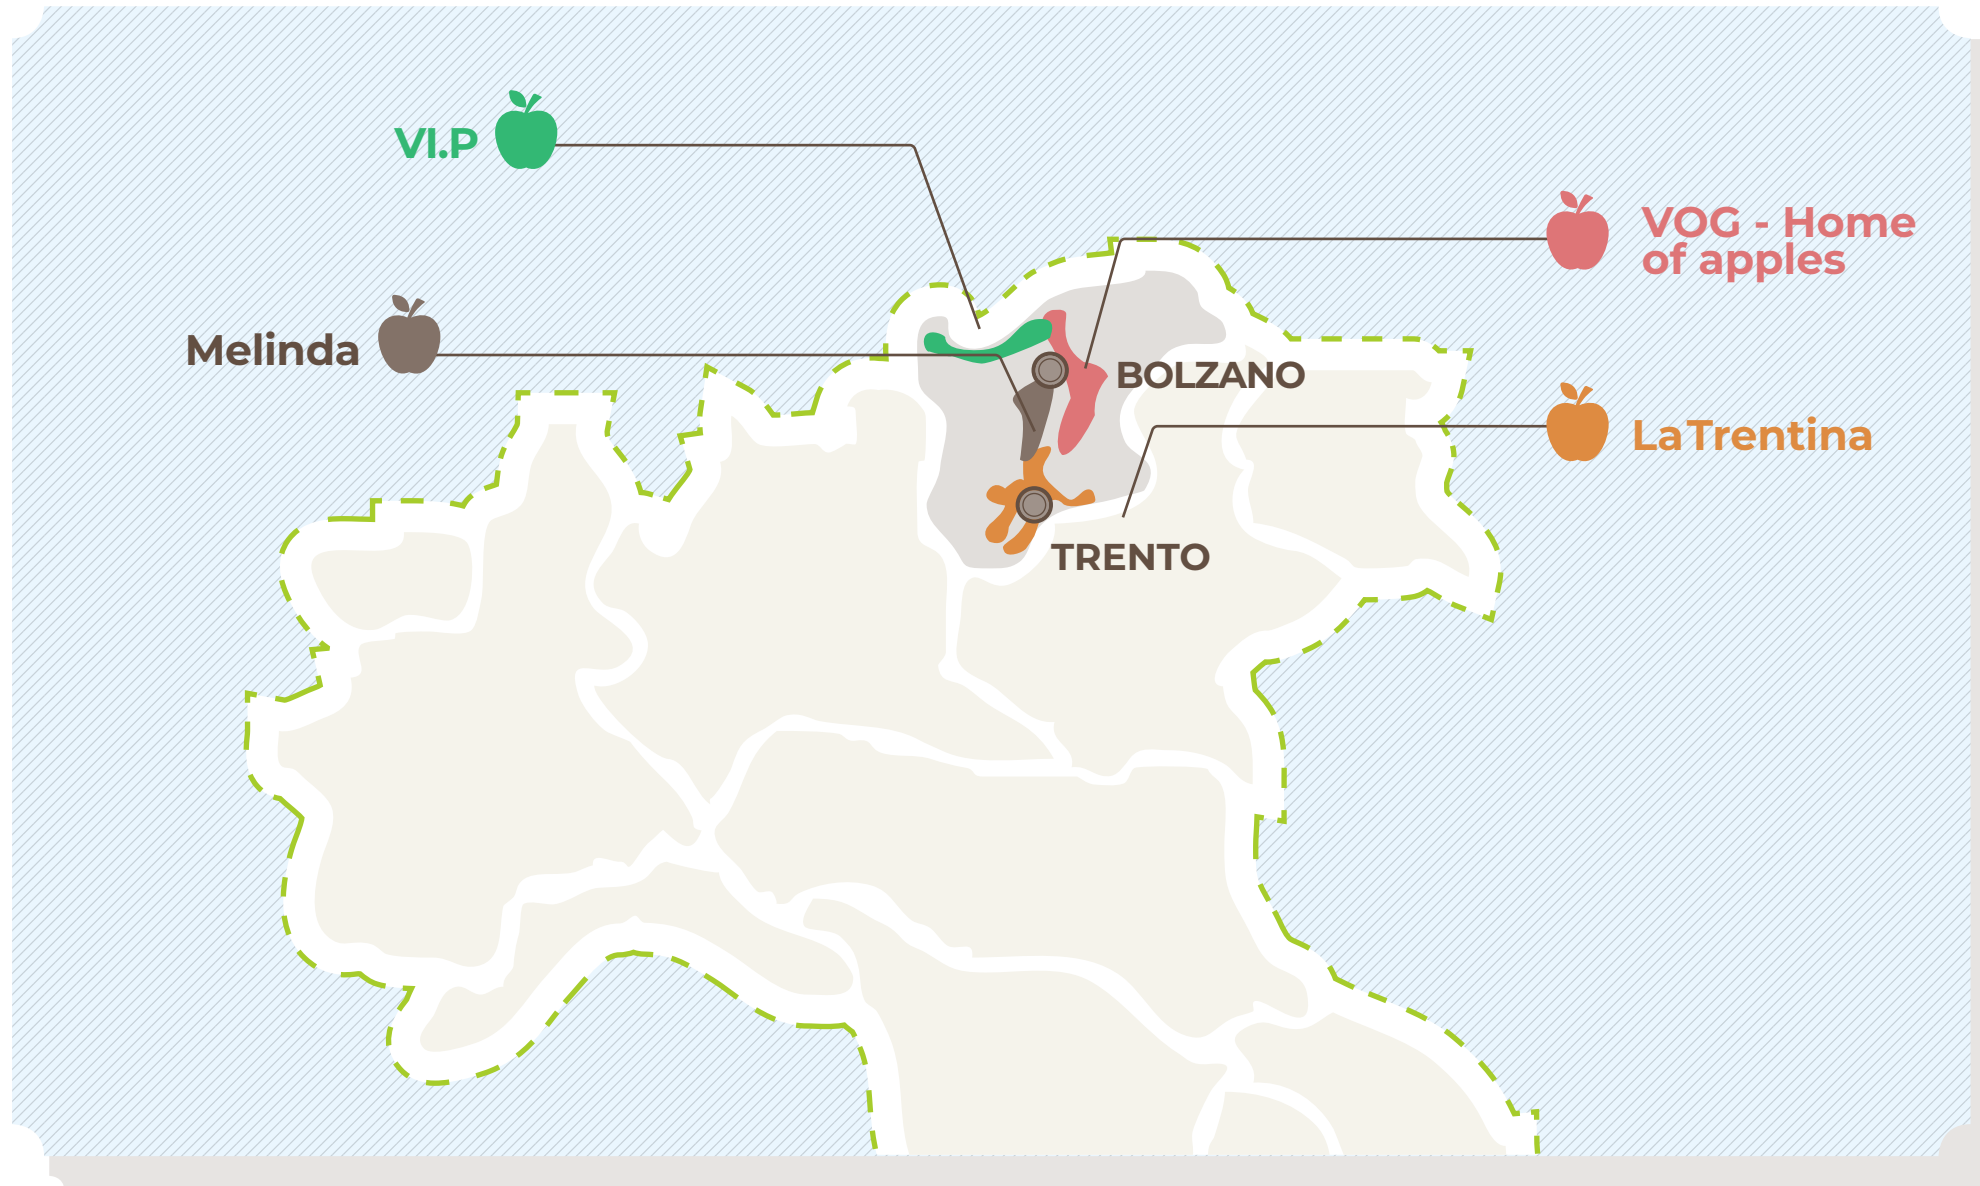 VI.P
VOG - Home
of apples
Melinda
BOLZANO
LaTrentina
TRENTO